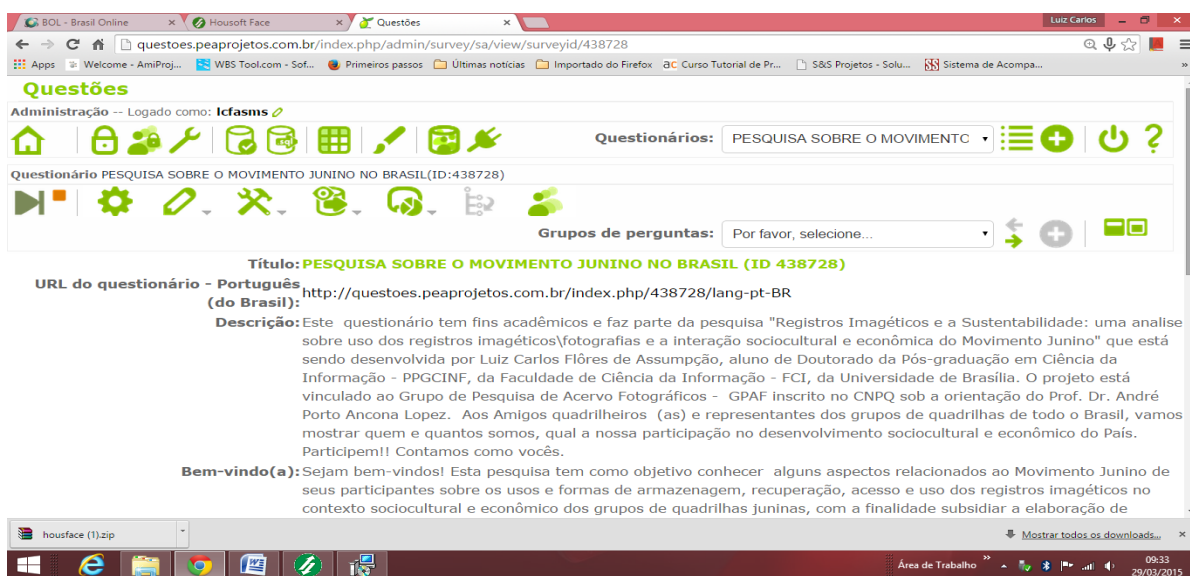 BOL - Brasil Online × Housoft Face × Questões × Luiz Carlos
questoes.peaprojetos.com.br/index.php/admin/survey/sa/view/surveyid/438728
Apps Welcome - AmiProj... WBS Tool.com - Sof... Primeiros passos Últimas notícias Importado do Firefox ac Curso Tutorial de Pr... S&S Projetos - Solu... Sistema de Acompa... »
Questões
Administração -- Logado como: lcfasms
sql Questionários: PESQUISA SOBRE O MOVIMENTO ?
Questionário PESQUISA SOBRE O MOVIMENTO JUNINO NO BRASIL(ID:438728)
Grupos de perguntas: Por favor, selecione...
Título: PESQUISA SOBRE O MOVIMENTO JUNINO NO BRASIL (ID 438728)
URL do questionário - Português (do Brasil): http://questoes.peaprojetos.com.br/index.php/438728/lang-pt-BR
Descrição: Este questionário tem fins acadêmicos e faz parte da pesquisa "Registros Imagéticos e a Sustentabilidade: uma analise
sobre uso dos registros imagéticos\fotografias e a interação sociocultural e econômica do Movimento Junino" que está
sendo desenvolvida por Luiz Carlos Flôres de Assumpção, aluno de Doutorado da Pós-graduação em Ciência da
Informação - PPGCINF, da Faculdade de Ciência da Informação - FCI, da Universidade de Brasília. O projeto está
vinculado ao Grupo de Pesquisa de Acervo Fotográficos - GPAF inscrito no CNPQ sob a orientação do Prof. Dr. André
Porto Ancona Lopez. Aos Amigos quadrilheiros (as) e representantes dos grupos de quadrilhas de todo o Brasil, vamos
mostrar quem e quantos somos, qual a nossa participação no desenvolvimento sociocultural e econômico do País.
Participem!! Contamos como vocês.
Bem-vindo(a): Sejam bem-vindos! Esta pesquisa tem como objetivo conhecer alguns aspectos relacionados ao Movimento Junino de
seus participantes sobre os usos e formas de armazenagem, recuperação, acesso e uso dos registros imagéticos no
contexto sociocultural e econômico dos grupos de quadrilhas juninas, com a finalidade subsidiar a elaboração de
housface (1).zip Mostrar todos os downloads... ×
Área de Trabalho » 09:33
29/03/2015